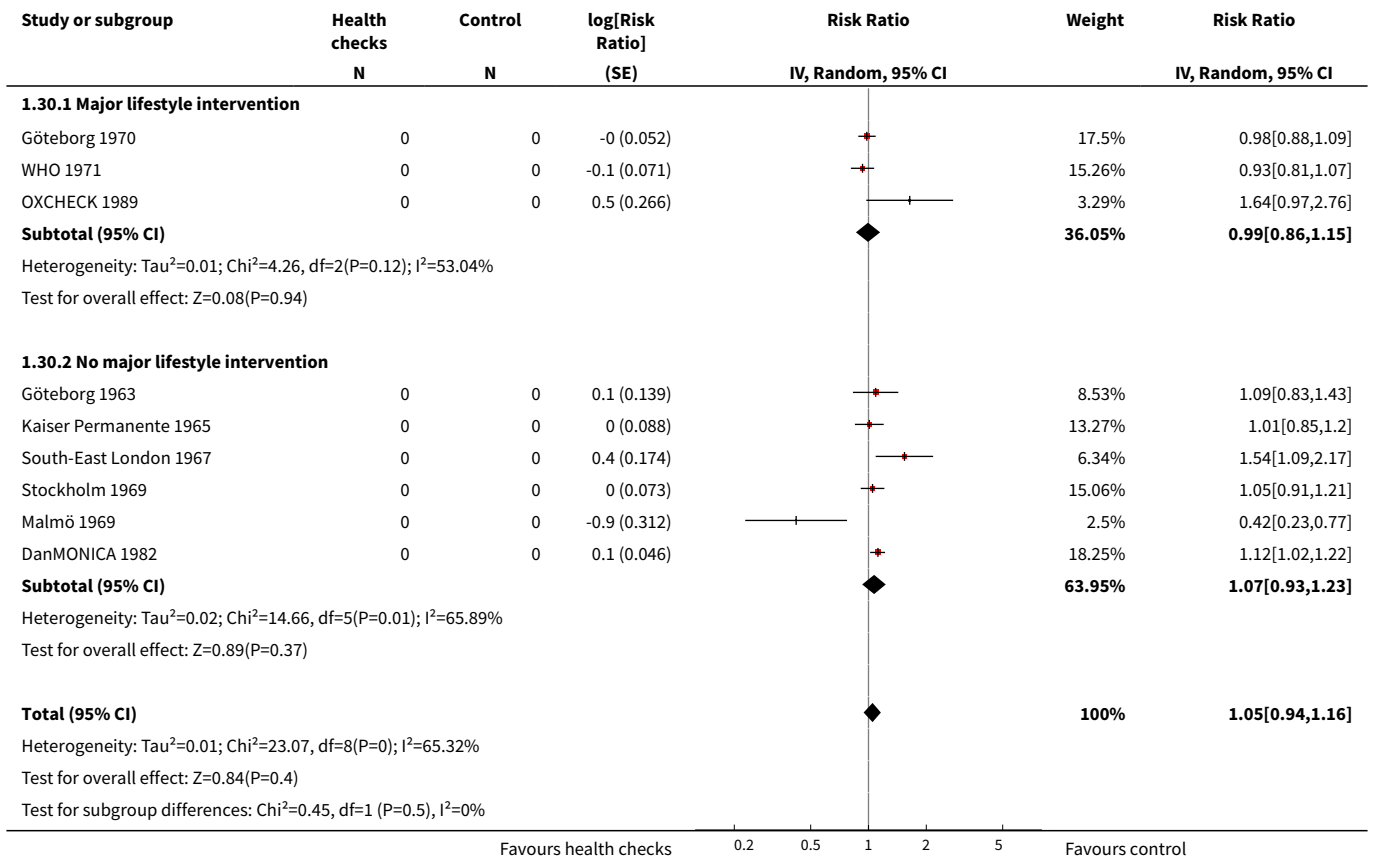 Study or subgroup Health checks Control log[Risk Ratio] Risk Ratio Weight Risk Ratio
N N (SE) IV, Random, 95% CI IV, Random, 95% CI
1.30.1 Major lifestyle intervention
Göteborg 1970 0 0 -0 (0.052) 17.5% 0.98[0.88,1.09]
WHO 1971 0 0 -0.1 (0.071) 15.26% 0.93[0.81,1.07]
OXCHECK 1989 0 0 0.5 (0.266) 3.29% 1.64[0.97,2.76]
Subtotal (95% CI) 36.05% 0.99[0.86,1.15]
Heterogeneity: Tau²=0.01; Chi²=4.26, df=2(P=0.12); I²=53.04%
Test for overall effect: Z=0.08(P=0.94)
1.30.2 No major lifestyle intervention
Göteborg 1963 0 0 0.1 (0.139) 8.53% 1.09[0.83,1.43]
Kaiser Permanente 1965 0 0 0 (0.088) 13.27% 1.01[0.85,1.2]
South-East London 1967 0 0 0.4 (0.174) 6.34% 1.54[1.09,2.17]
Stockholm 1969 0 0 0 (0.073) 15.06% 1.05[0.91,1.21]
Malmö 1969 0 0 -0.9 (0.312) 2.5% 0.42[0.23,0.77]
DanMONICA 1982 0 0 0.1 (0.046) 18.25% 1.12[1.02,1.22]
Subtotal (95% CI) 63.95% 1.07[0.93,1.23]
Heterogeneity: Tau²=0.02; Chi²=14.66, df=5(P=0.01); I²=65.89%
Test for overall effect: Z=0.89(P=0.37)
Total (95% CI) 100% 1.05[0.94,1.16]
Heterogeneity: Tau²=0.01; Chi²=23.07, df=8(P=0); I²=65.32%
Test for overall effect: Z=0.84(P=0.4)
Test for subgroup differences: Chi²=0.45, df=1 (P=0.5), I²=0%
Favours health checks 0.2 0.5 1 2 5 Favours control